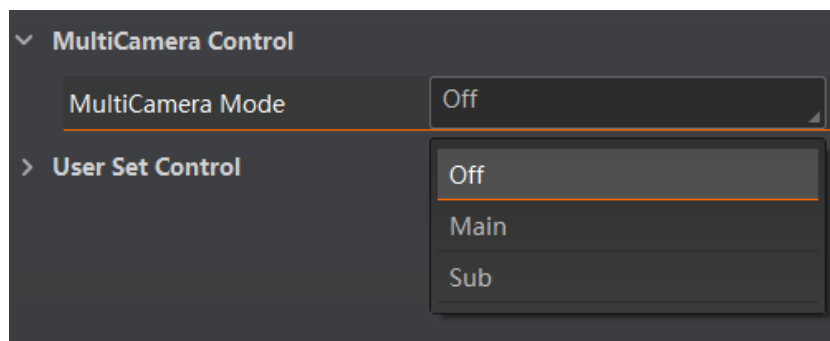 MultiCamera Control
MultiCamera Mode Off
User Set Control
Off
Main
Sub